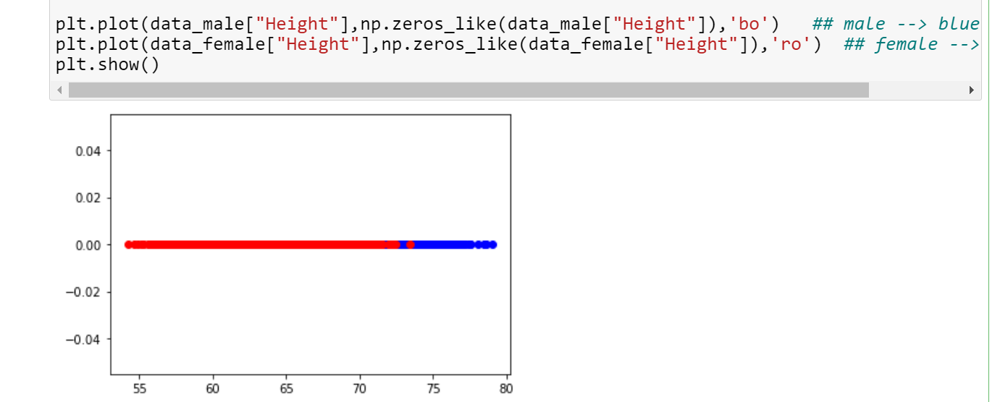 plt.plot(data_male["Height"],np.zeros_like(data_male["Height"]),'bo')   ## male --> blue
plt.plot(data_female["Height"],np.zeros_like(data_female["Height"]),'ro')  ## female -->
plt.show()
0.04
0.02
0.00
−0.02
−0.04
55 60 65 70 75 80